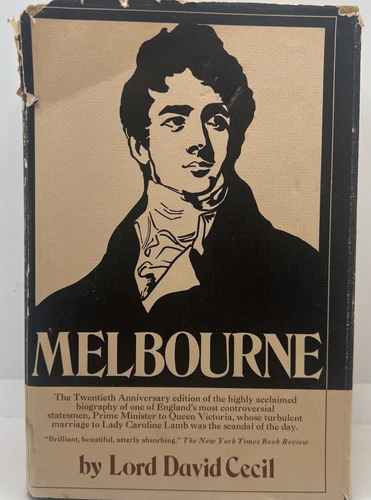 MELBOURNE
The Twentieth Anniversary edition of the highly acclaimed
biography of one of England's most controversial
statesmen, Prime Minister to Queen Victoria, whose turbulent
marriage to Lady Caroline Lamb was the scandal of the day.
"Brilliant, beautiful, utterly absorbing." The New York Times Book Review
by Lord David Cecil